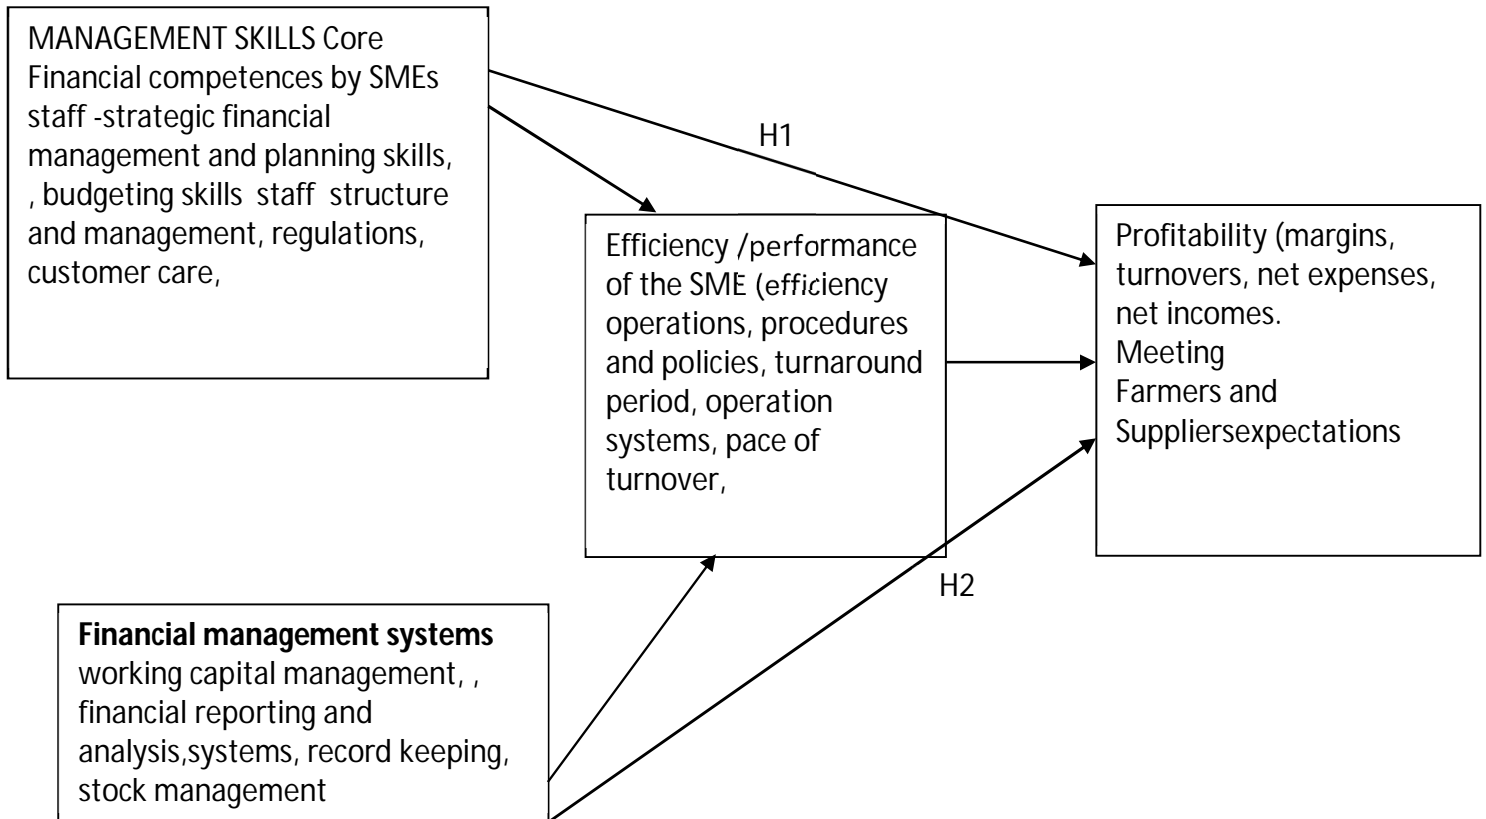 MANAGEMENT SKILLS Core
Financial competences by SMEs
staff -strategic financial
management and planning skills,
, budgeting skills staff structure
and management, regulations,
customer care,
H1
Efficiency /performance
of the SME (efficiency
operations, procedures
and policies, turnaround
period, operation
systems, pace of
turnover,
Profitability (margins,
turnovers, net expenses,
net incomes.
Meeting
Farmers and
Suppliersexpectations
H2
Financial management systems
working capital management, ,
financial reporting and
analysis,systems, record keeping,
stock management